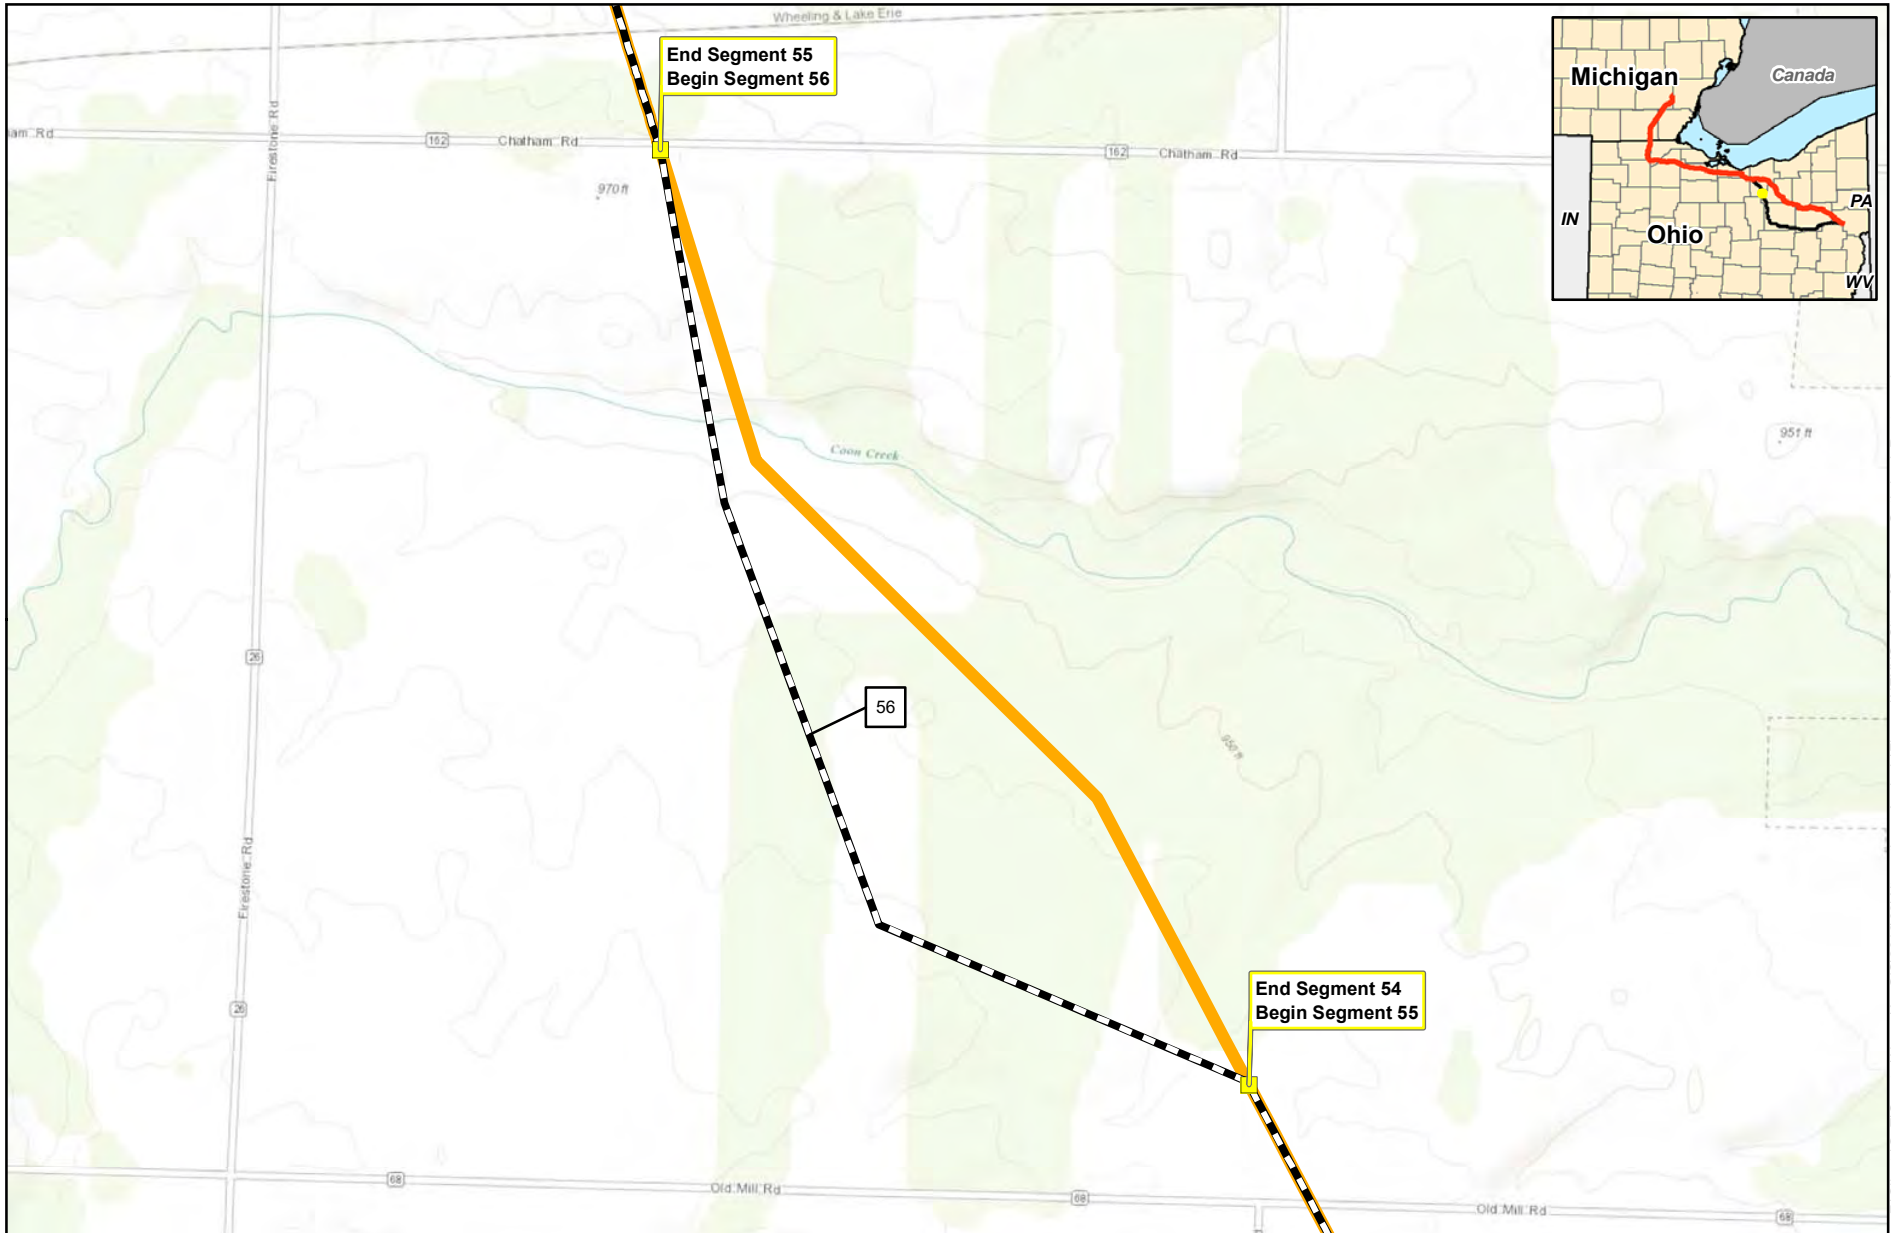 Wheeling & Lake Erie
End Segment 55
Begin Segment 56
Michigan
Canada
IN
Ohio
PA
WV
am Rd
Firestone Rd
162
Chatham Rd
162
Chatham Rd
970 ft
Coon Creek
951 ft
26
56
950 ft
Firestone Rd
26
End Segment 54
Begin Segment 55
68
Old Mill Rd
68
Old Mill Rd
68